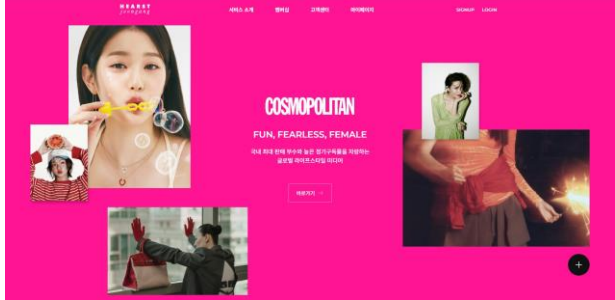 HEARST
joongang
서비스 소개
멤버십
고객센터
마이페이지
SIGNUP
LOGIN
COSMOPOLITAN
FUN, FEARLESS, FEMALE
국내 최대 판매 부수에 높은 정기구독률을 자랑하는
글로벌 라이프스타일 미디어
바로가기 →
+